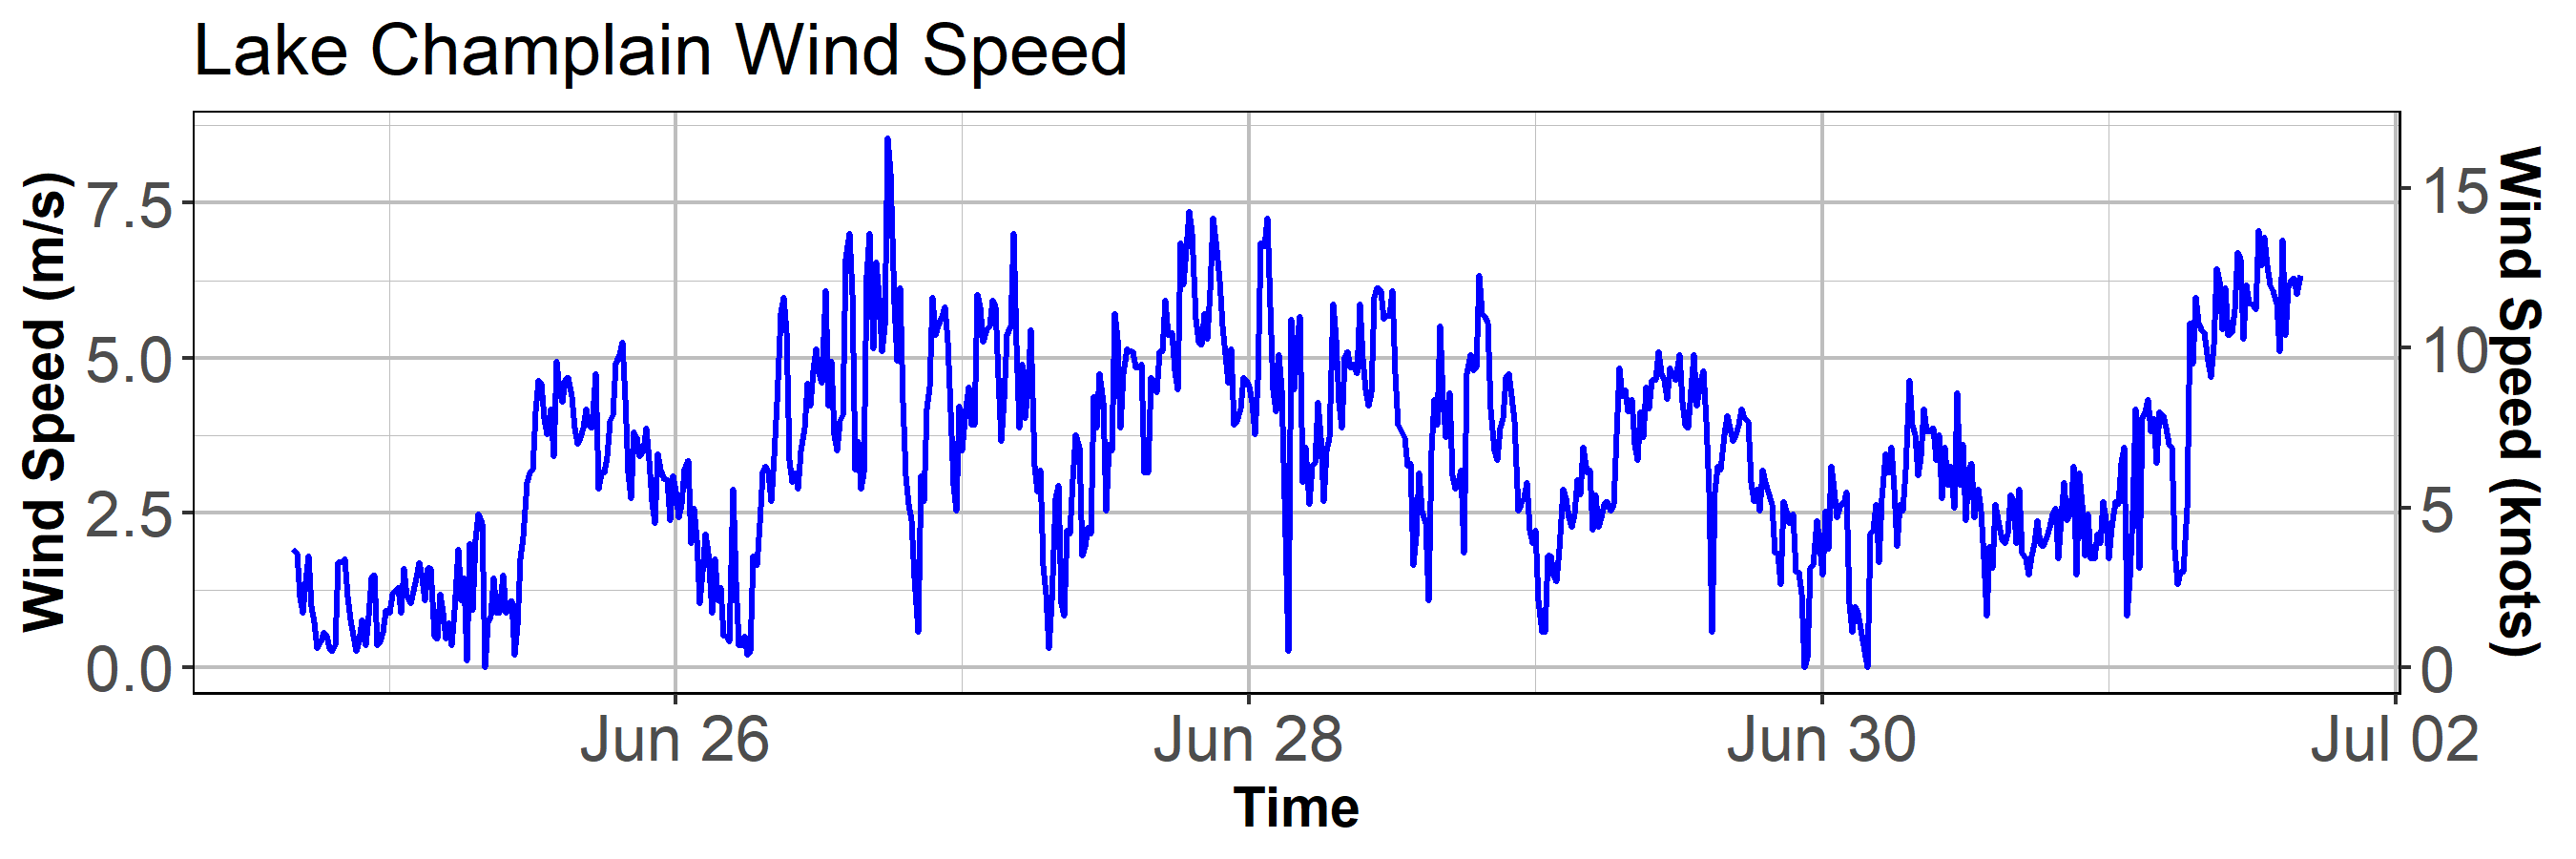 Lake Champlain Wind Speed
Wind Speed (m/s)
7.5
5.0
2.5
0.0
15
10
5
0
Wind Speed (knots)
Jun 26
Jun 28
Jun 30
Jul 02
Time